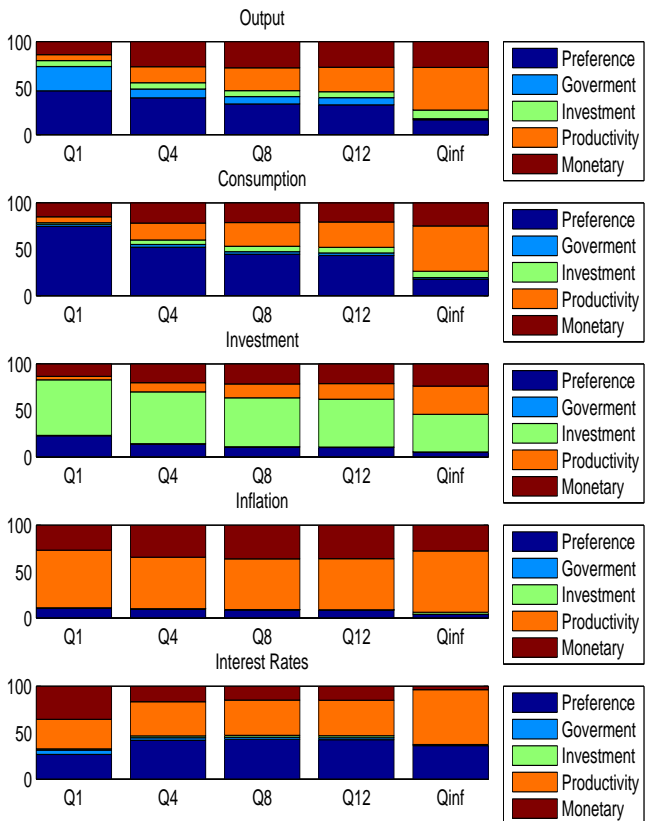 Output
100
50
0
Q1 Q4 Q8 Q12 Qinf
Preference
Goverment
Investment
Productivity
Monetary
Consumption
100
50
0
Q1 Q4 Q8 Q12 Qinf
Preference
Goverment
Investment
Productivity
Monetary
Investment
100
50
0
Q1 Q4 Q8 Q12 Qinf
Preference
Goverment
Investment
Productivity
Monetary
Inflation
100
50
0
Q1 Q4 Q8 Q12 Qinf
Preference
Goverment
Investment
Productivity
Monetary
Interest Rates
100
50
0
Q1 Q4 Q8 Q12 Qinf
Preference
Goverment
Investment
Productivity
Monetary